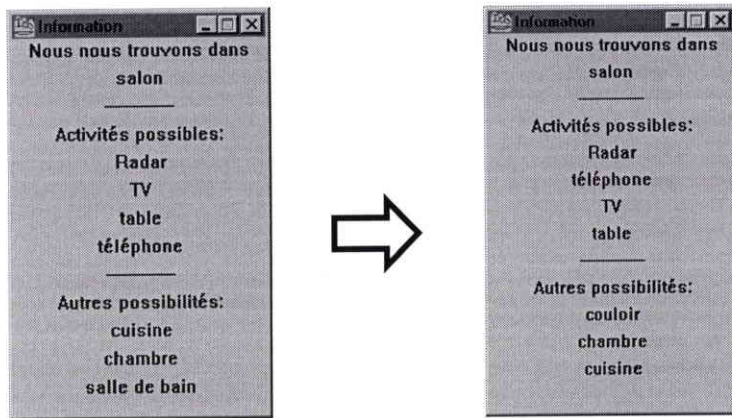 Information
Nous nous trouvons dans
salon
Activités possibles:
Radar
TV
table
téléphone
Autres possibilités:
cuisine
chambre
salle de bain
Information
Nous nous trouvons dans
salon
Activités possibles:
Radar
téléphone
TV
table
Autres possibilités:
couloir
chambre
cuisine